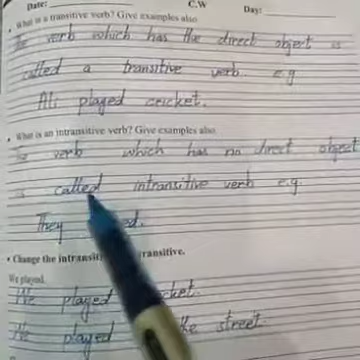 Date: C.W Day:
• What is a transitive verb? Give examples also.
The verb which has the direct object is
called a transitive verb e.g
Ali played cricket.
• What is an intransitive verb? Give examples also.
The verb which has no direct object
is called intransitive verb e.g.
They
• Change the
We played.
We played
We played the street.